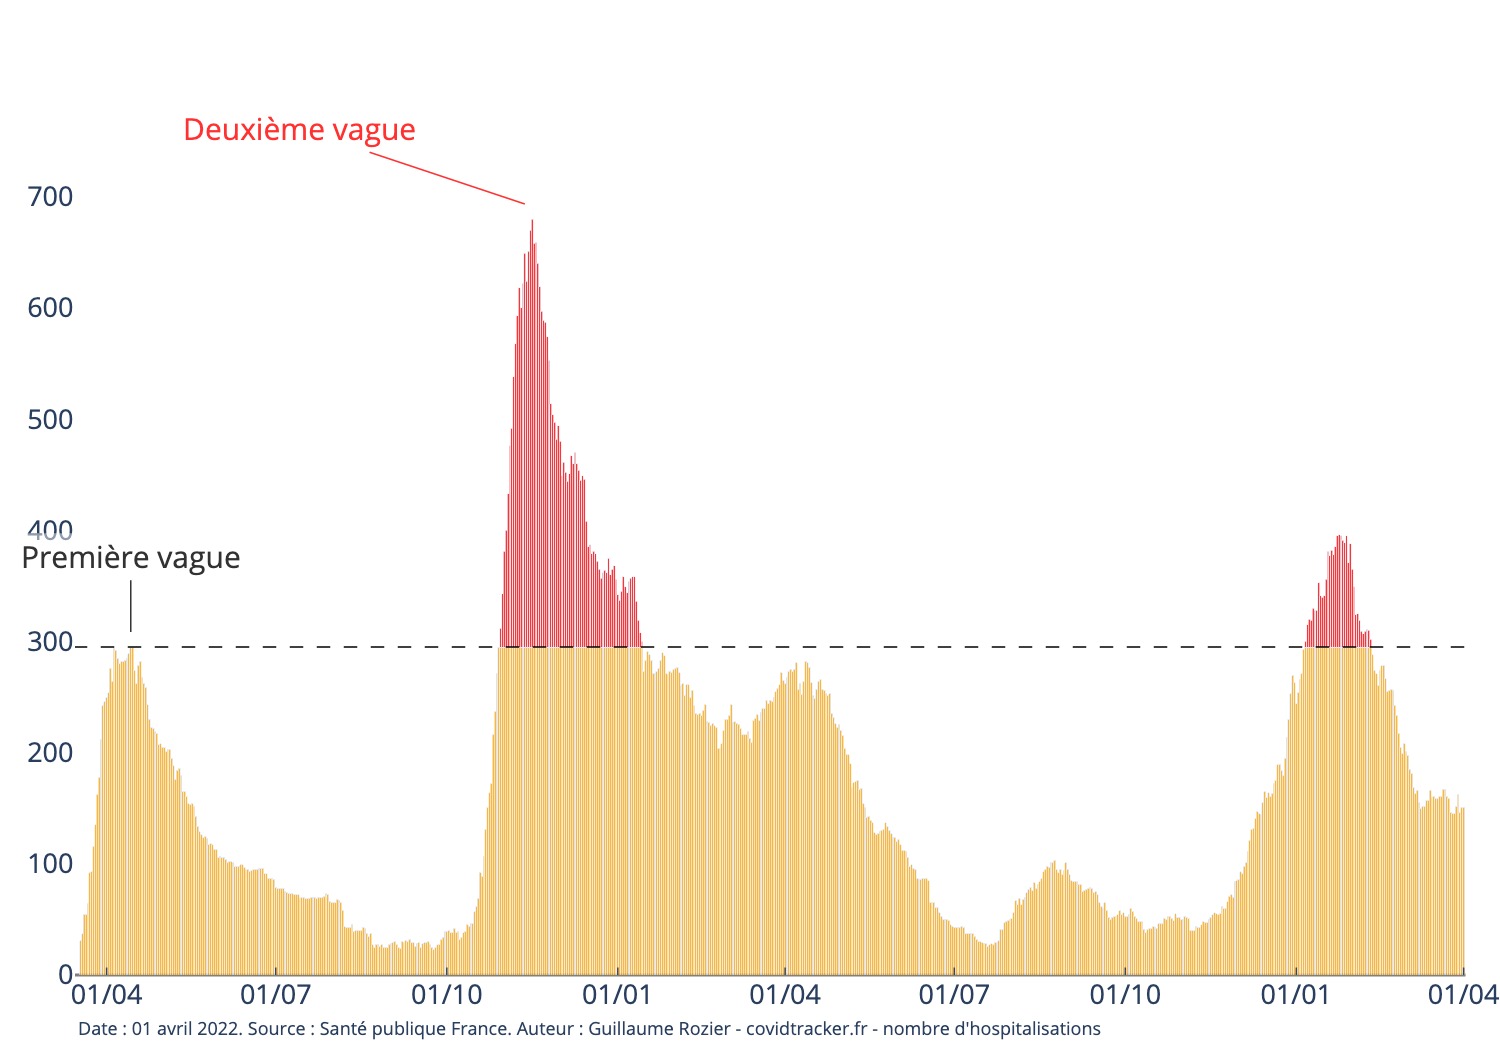 Deuxième vague
700
600
500
400
Première vague
300
200
100
0
01/04 01/07 01/10 01/01 01/04 01/07 01/10 01/01 01/04
Date : 01 avril 2022. Source : Santé publique France. Auteur : Guillaume Rozier - covidtracker.fr - nombre d'hospitalisations